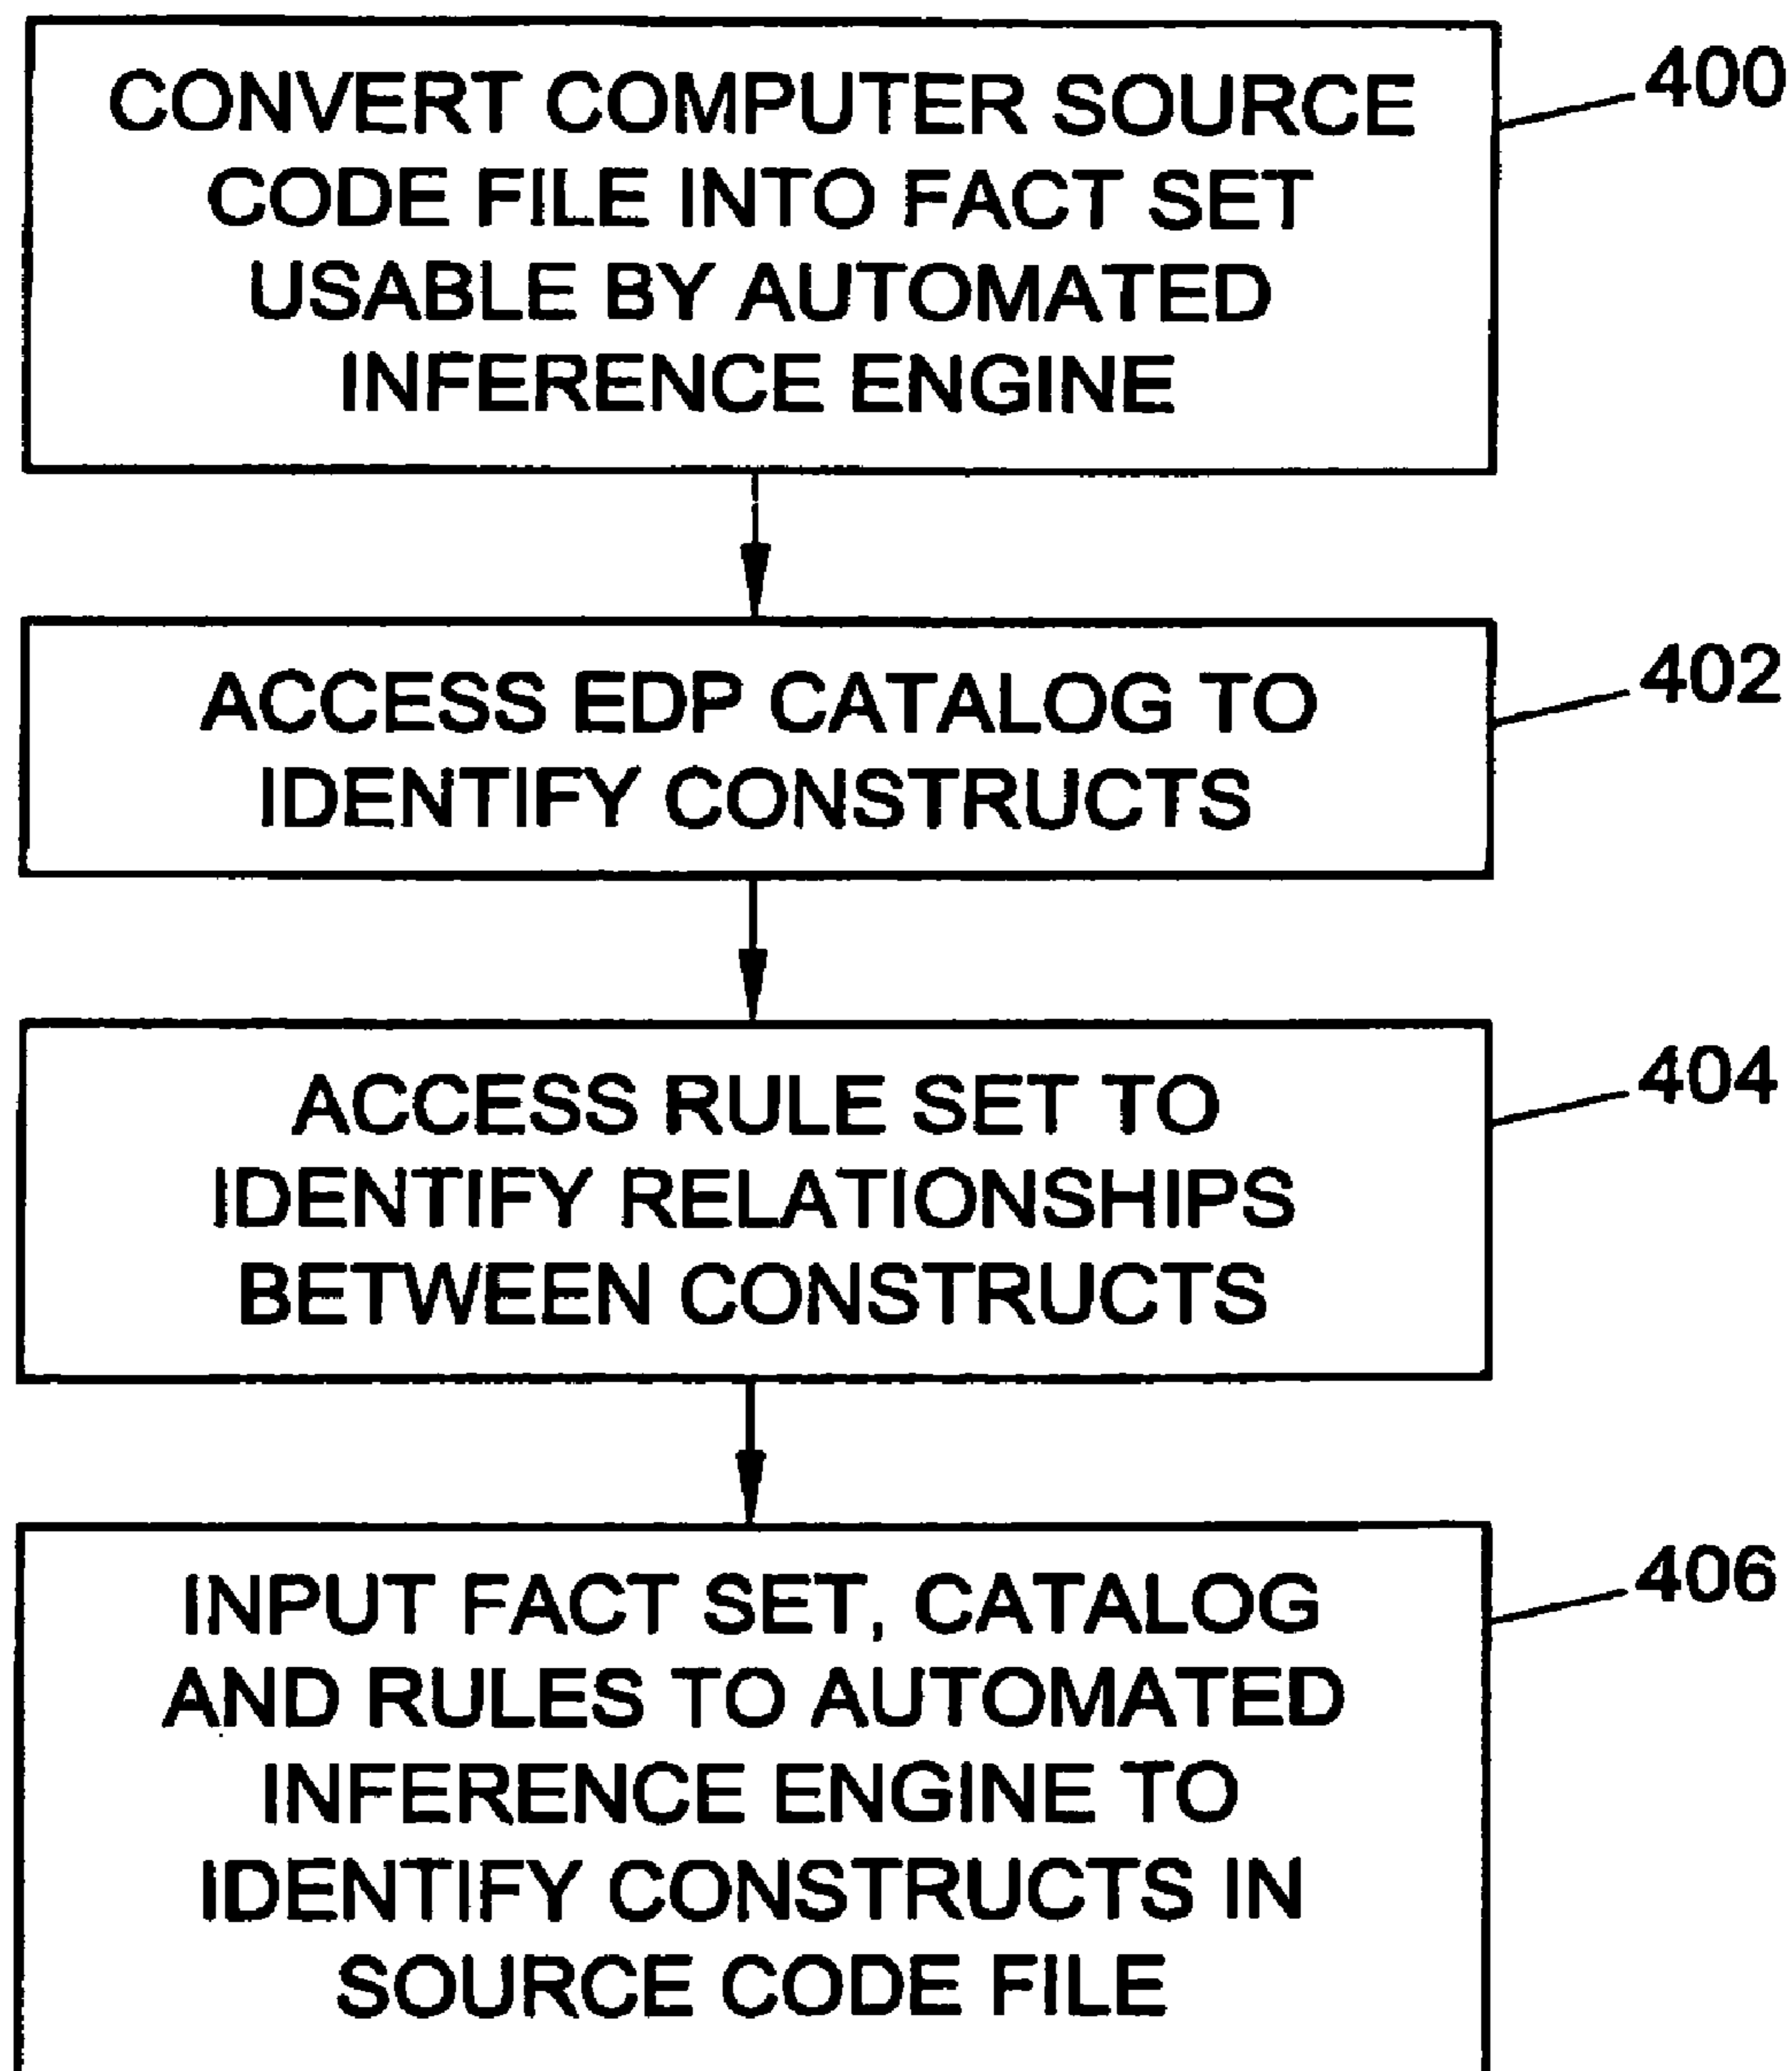 CONVERT COMPUTER SOURCE
CODE FILE INTO FACT SET
USABLE BY AUTOMATED
INFERENCE ENGINE
400
ACCESS EDP CATALOG TO
IDENTIFY CONSTRUCTS
402
ACCESS RULE SET TO
IDENTIFY RELATIONSHIPS
BETWEEN CONSTRUCTS
404
INPUT FACT SET, CATALOG
AND RULES TO AUTOMATED
INFERENCE ENGINE TO
IDENTIFY CONSTRUCTS IN
SOURCE CODE FILE
406